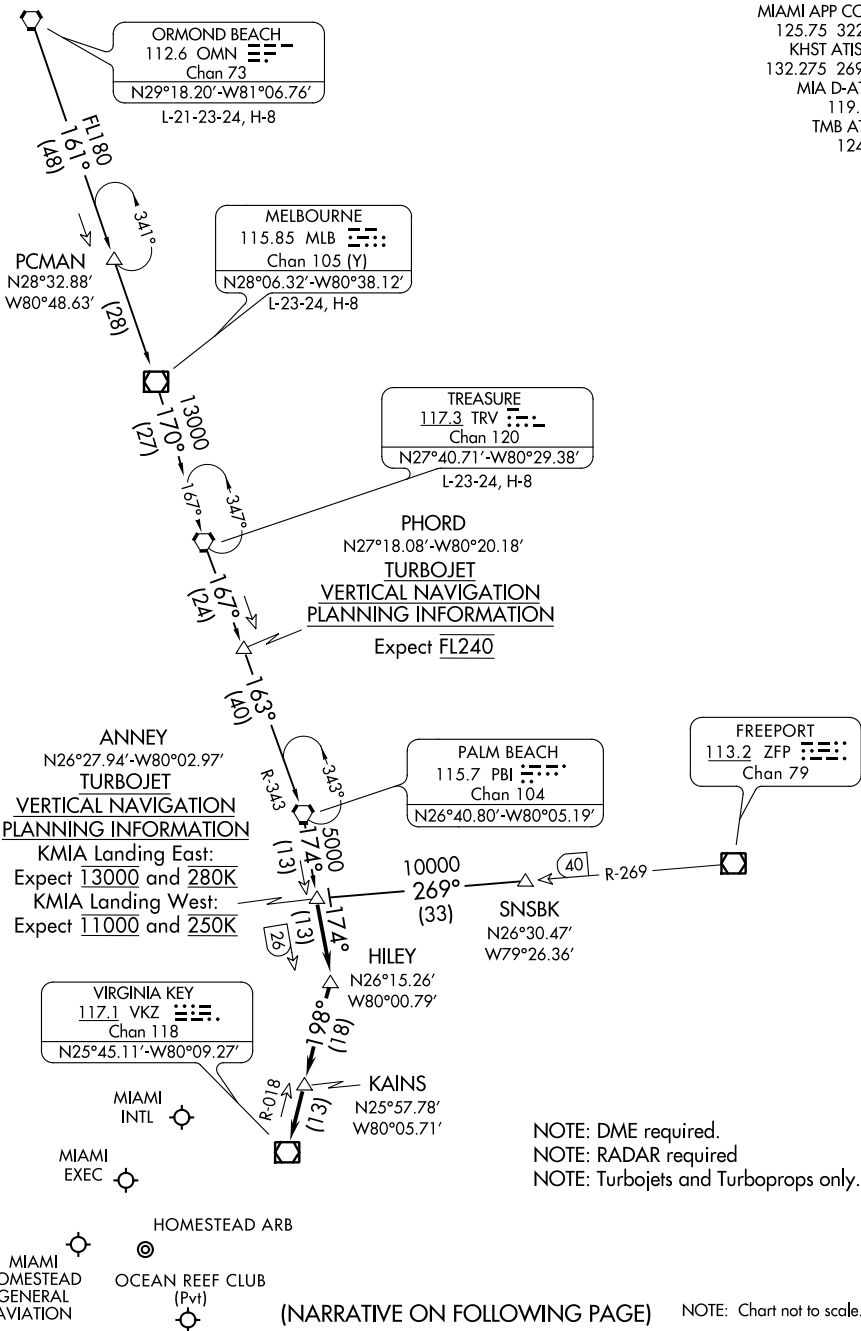 MIAMI APP CO
125.75 322
KHST ATIS
132.275 269
MIA D-AT
119.
TMB AT
124
ORMOND BEACH
112.6 OMN
Chan 73
N29°18.20'-W81°06.76'
L-21-23-24, H-8
FL180
161°
(48)
341°
PCMAN
N28°32.88'
W80°48.63'
(28)
MELBOURNE
115.85 MLB
Chan 105 (Y)
N28°06.32'-W80°38.12'
L-23-24, H-8
13000
170°
(27)
TREASURE
117.3 TRV
Chan 120
N27°40.71'-W80°29.38'
L-23-24, H-8
167°
347°
PHORD
N27°18.08'-W80°20.18'
TURBOJET
VERTICAL NAVIGATION
PLANNING INFORMATION
Expect FL240
167°
(24)
163°
(40)
ANNEY
N26°27.94'-W80°02.97'
TURBOJET
VERTICAL NAVIGATION
PLANNING INFORMATION
KMIA Landing East:
Expect 13000 and 280K
KMIA Landing West:
Expect 11000 and 250K
R-343
343°
PALM BEACH
115.7 PBI
Chan 104
N26°40.80'-W80°05.19'
FREEPORT
113.2 ZFP
Chan 79
5000
174°
(13)
10000
269°
(33)
40
R-269
SNSBK
N26°30.47'
W79°26.36'
174°
(13)
26
HILEY
N26°15.26'
W80°00.79'
VIRGINIA KEY
117.1 VKZ
Chan 118
N25°45.11'-W80°09.27'
198°
(18)
R-018
KAINS
N25°57.78'
W80°05.71'
(13)
MIAMI
INTL
MIAMI
EXEC
NOTE: DME required.
NOTE: RADAR required
NOTE: Turbojets and Turboprops only.
HOMESTEAD ARB
MIAMI
OMESTEAD
GENERAL
AVIATION
OCEAN REEF CLUB
(Pvt)
(NARRATIVE ON FOLLOWING PAGE)
NOTE: Chart not to scale.